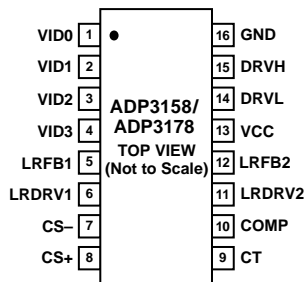 VID0 1 16 GND
VID1 2 15 DRVH
VID2 3 14 DRVL
ADP3158/
ADP3178
VID3 4 13 VCC
TOP VIEW
(Not to Scale)
LRFB1 5 12 LRFB2
LRDRV1 6 11 LRDRV2
CS– 7 10 COMP
CS+ 8 9 CT